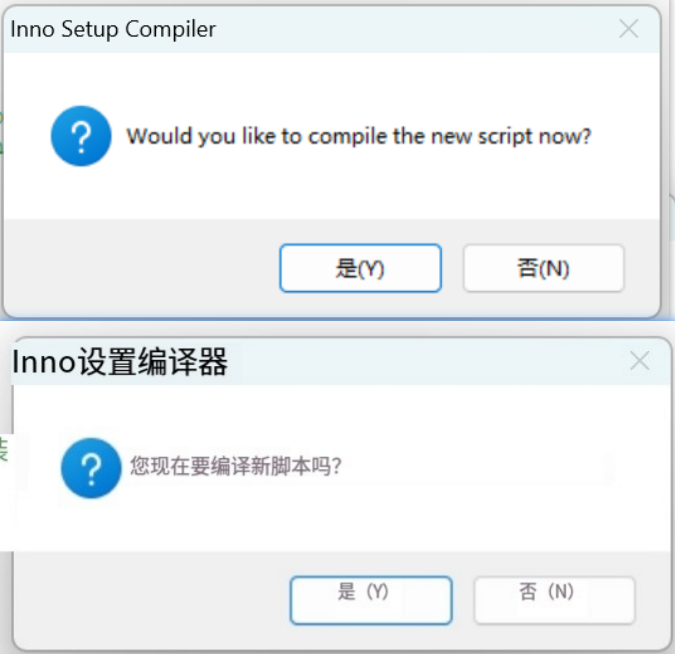 Inno Setup Compiler
Would you like to compile the new script now?
是(Y) 否(N)
Inno设置编译器
您现在要编译新脚本吗？
是（Y） 否（N）